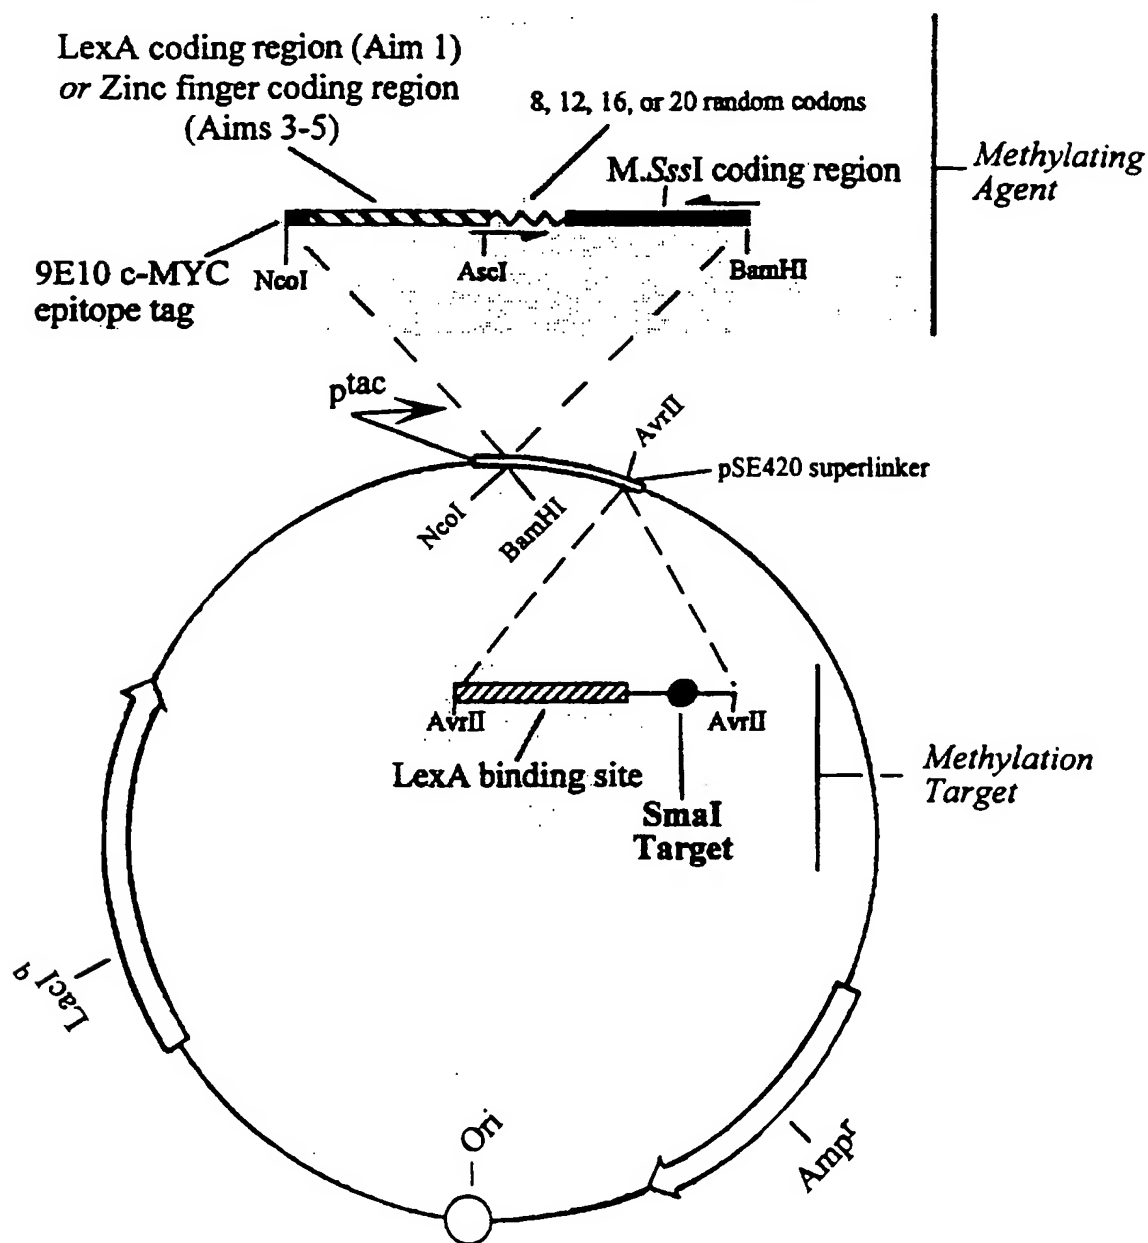 LexA coding region (Aim 1)
or Zinc finger coding region
(Aims 3-5)
8, 12, 16, or 20 random codons
M.SssI coding region
Methylating
Agent
9E10 c-MYC
epitope tag
NcoI
AscI
BamHI
ptac
AvrII
pSE420 superlinker
NcoI
BamHI
AvrII
AvrII
LexA binding site
SmaI
Target
Methylation
Target
LacI q
Ori
Ampr